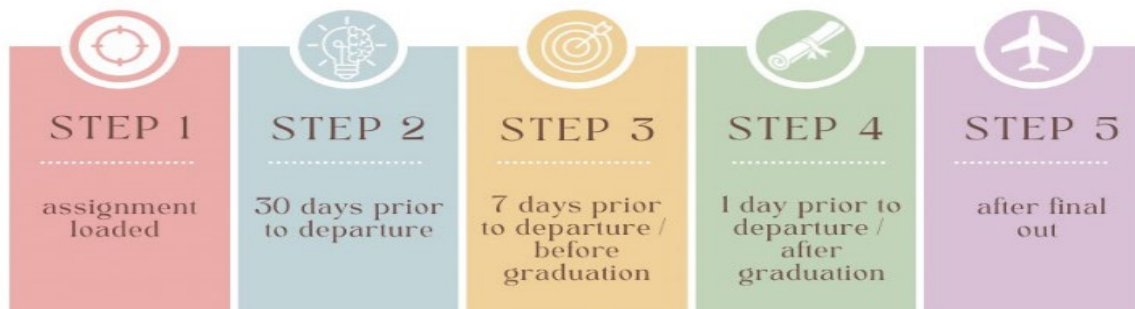 STEP 1
assignment
loaded
STEP 2
30 days prior
to departure
STEP 3
7 days prior
to departure /
before
graduation
STEP 4
1 day prior to
departure /
after
graduation
STEP 5
after final
out